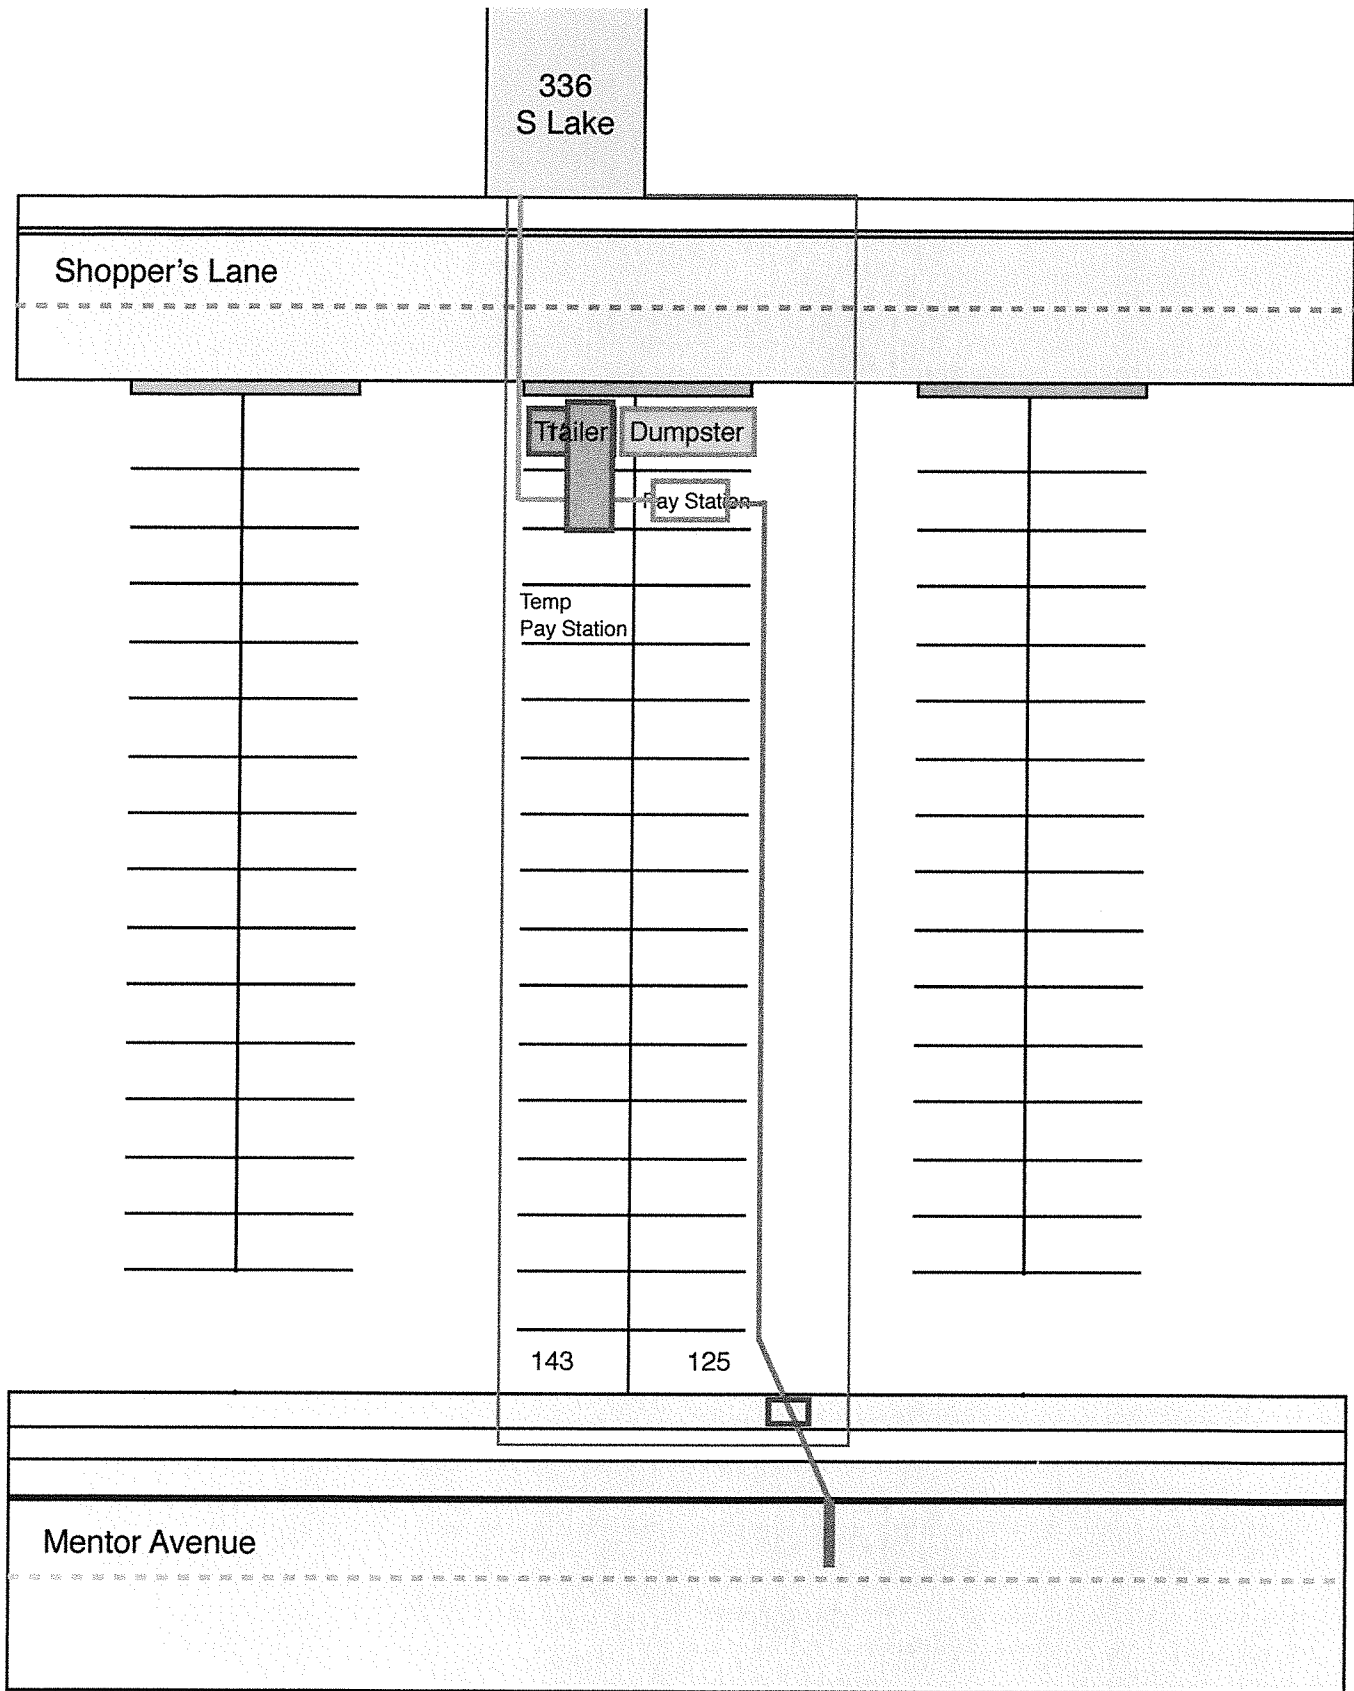 336
S Lake
Shopper's Lane
Trailer
Dumpster
Pay Station
Temp
Pay Station
143
125
Mentor Avenue